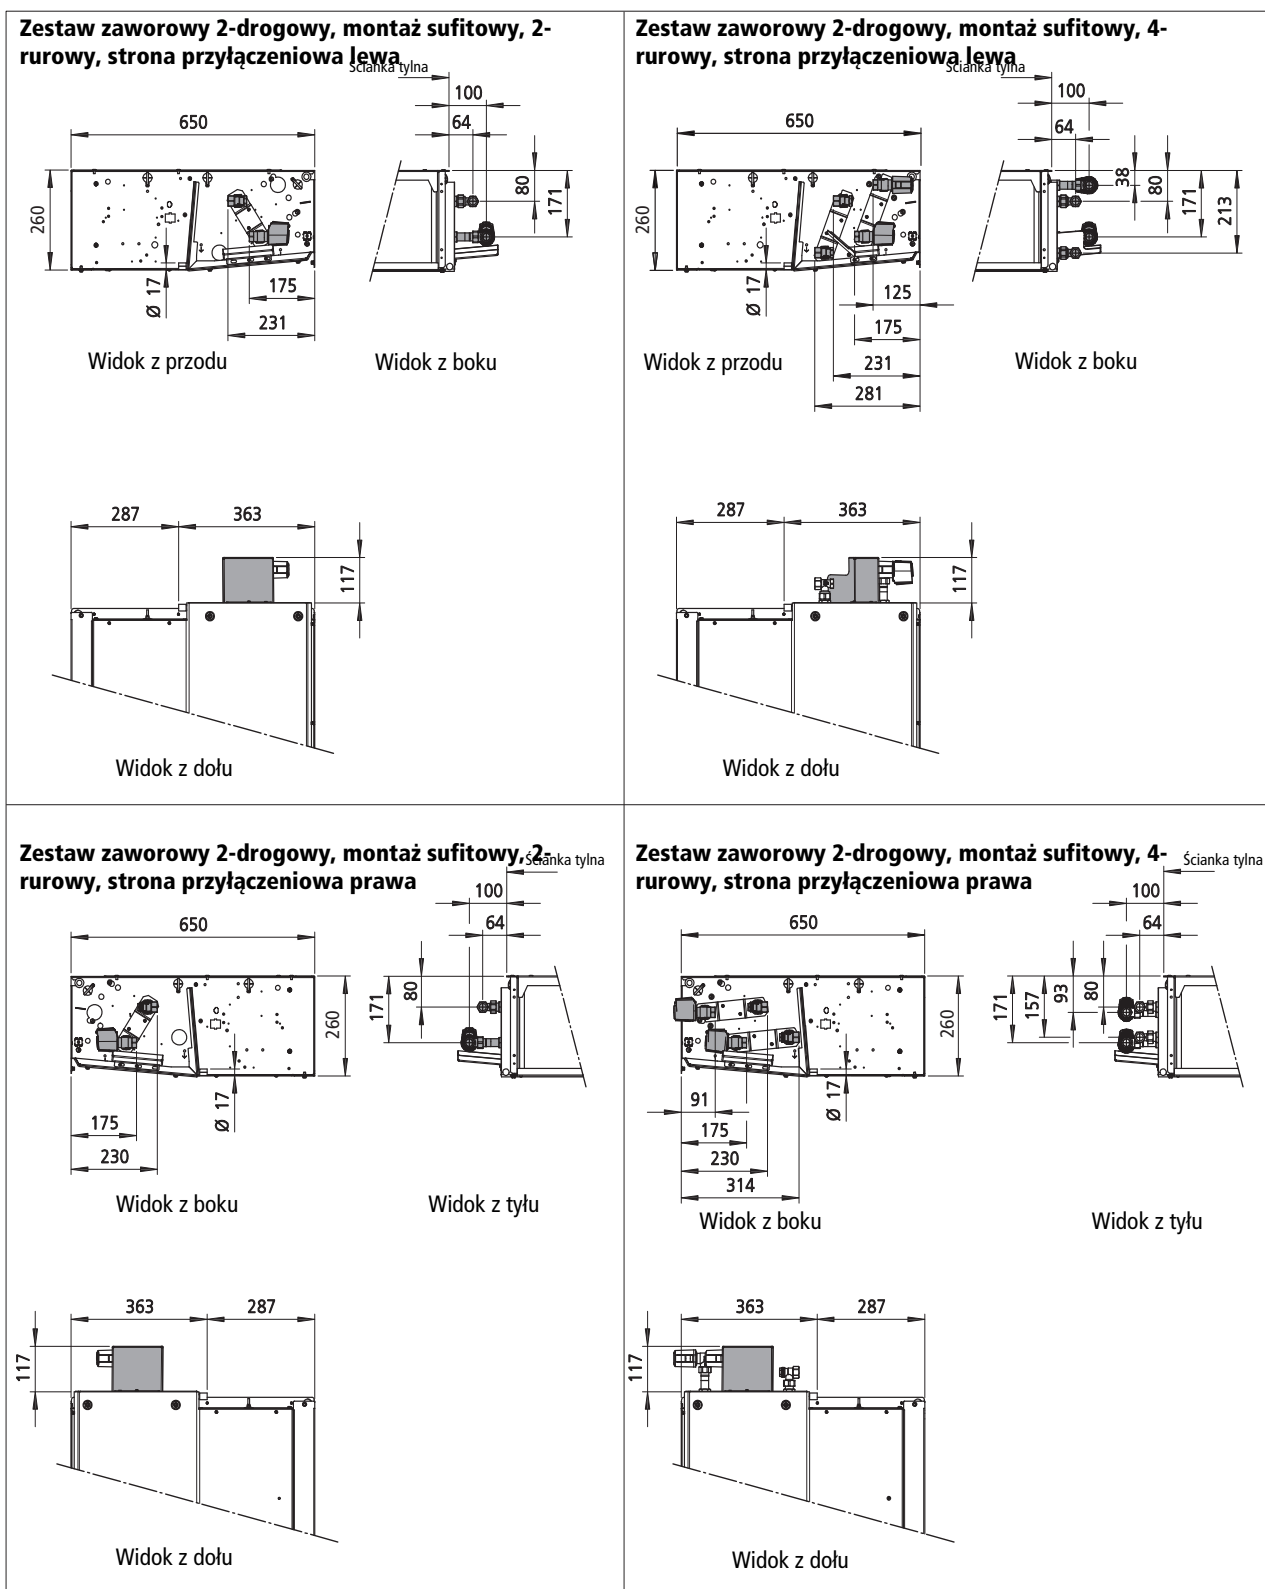 Zestaw zaworowy 2-drogowy, montaż sufitowy, 2-
rurowy, strona przyłączeniowa lewa
Ścianka tylna
100
64
650
260
80
171
Ø 17
175
231
Widok z przodu
Widok z boku
287
363
117
Widok z dołu
Zestaw zaworowy 2-drogowy, montaż sufitowy, 4-
rurowy, strona przyłączeniowa lewa
Ścianka tylna
100
64
650
260
38
80
171
213
Ø 17
125
175
231
281
Widok z przodu
Widok z boku
287
363
117
Widok z dołu
Zestaw zaworowy 2-drogowy, montaż sufitowy, 2-
rurowy, strona przyłączeniowa prawa
Ścianka tylna
100
64
650
171
80
260
Ø 17
175
230
Widok z boku
Widok z tyłu
363
287
117
Widok z dołu
Zestaw zaworowy 2-drogowy, montaż sufitowy, 4-
rurowy, strona przyłączeniowa prawa
Ścianka tylna
100
64
650
171
157
93
80
260
Ø 17
91
175
230
314
Widok z boku
Widok z tyłu
363
287
117
Widok z dołu